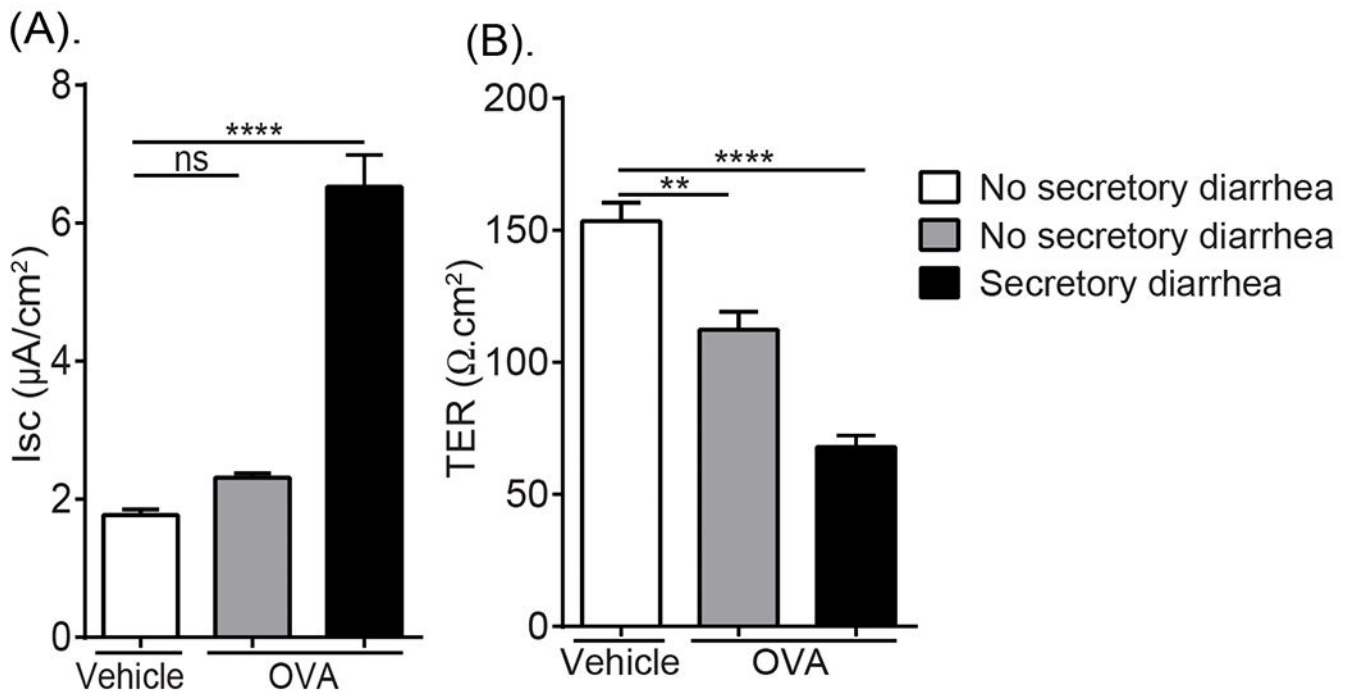 (A).
Isc (µA/cm²)
8
6
4
2
0
****
ns
Vehicle
OVA
(B).
TER (Ω.cm²)
200
150
100
50
0
****
**
Vehicle
OVA
No secretory diarrhea
No secretory diarrhea
Secretory diarrhea